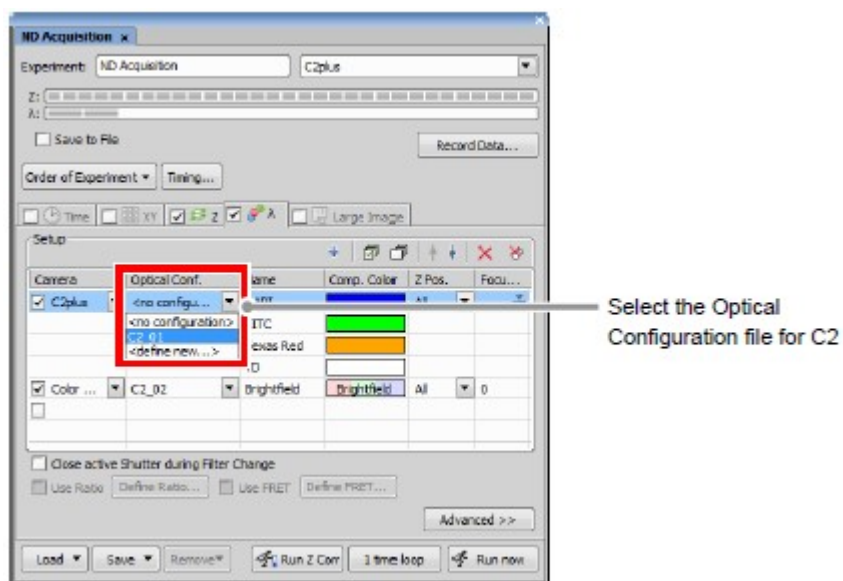 ND Acquisition x
Experiment: ND Acquisition C2plus
Z:
λ:
Save to File
Record Data...
Order of Experiment Timing...
Time XY Z λ Large Image
Setup
Camera Optical Conf. Name Comp. Color Z Pos. Focu...
C2plus <no configu... All
<no configuration>
C2_01
<define new...>
Texas Red
Color ... C2_02 Brightfield Brightfield All 0
Close active Shutter during Filter Change
Use Ratio Define Ratio... Use FRET Define FRET...
Advanced >>
Load Save Remove Run Z Corr 1 time loop Run now
Select the Optical
Configuration file for C2